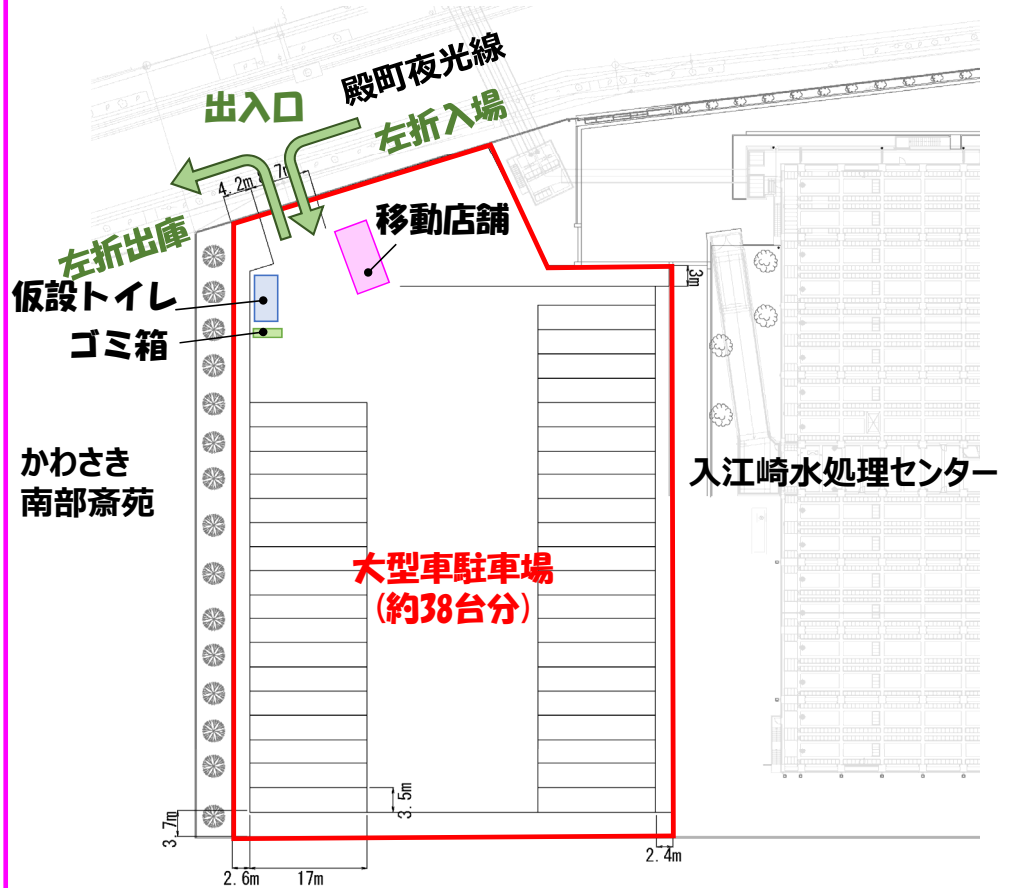 殿町夜光線
出入口
左折入場
4.2m
左折出庫
移動店舗
仮設トイレ
3m
ゴミ箱
かわさき
南部斎苑
入江崎水処理センター
大型車駐車場
(約38台分)
3.5m
3.7m
2.4m
2.6m
17m